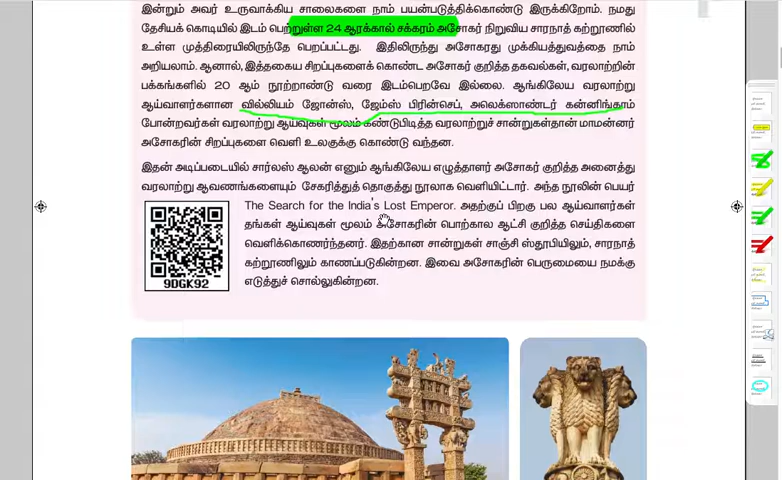 இன்றும் அவர் உருவாக்கிய சாலைகளை நாம் பயன்படுத்திக்கொண்டு இருக்கிறோம். நமது
தேசியக் கொடியில் இடம் பெற்றுள்ள 24 ஆரக்கால் சக்கரம் அசோகர் நிறுவிய சாரநாத் கற்றூணில்
உள்ள முத்திரையிலிருந்தே பெறப்பட்டது. இதிலிருந்து அசோகரது முக்கியத்துவத்தை நாம்
அறியலாம். ஆனால், இத்தகைய சிறப்புகளைக் கொண்ட அசோகர் குறித்த தகவல்கள், வரலாற்றின்
பக்கங்களில் 20 ஆம் நூற்றாண்டு வரை இடம்பெறவே இல்லை. ஆங்கிலேய வரலாற்று
ஆய்வாளர்களான வில்லியம் ஜோன்ஸ், ஜேம்ஸ் பிரின்செப், அலெக்ஸாண்டர் கன்னிங்காம்
போன்றவர்கள் வரலாற்று ஆய்வுகள் மூலம் கண்டுபிடித்த வரலாற்றுச் சான்றுகள்தான் மாமன்னர்
அசோகரின் சிறப்புகளை வெளி உலகுக்கு கொண்டு வந்தன.
இதன் அடிப்படையில் சார்லஸ் ஆலன் எனும் ஆங்கிலேய எழுத்தாளர் அசோகர் குறித்த அனைத்து
வரலாற்று ஆவணங்களையும் சேகரித்துத் தொகுத்து நூலாக வெளியிட்டார். அந்த நூலின் பெயர்
The Search for the India's Lost Emperor. அதற்குப் பிறகு பல ஆய்வாளர்கள்
தங்கள் ஆய்வுகள் மூலம் அசோகரின் பொற்கால ஆட்சி குறித்த செய்திகளை
வெளிக்கொணர்ந்தனர். இதற்கான சான்றுகள் சாஞ்சி ஸ்தூபியிலும், சாரநாத்
கற்றூணிலும் காணப்படுகின்றன. இவை அசோகரின் பெருமையை நமக்கு
எடுத்துச் சொல்லுகின்றன.
9DGK92